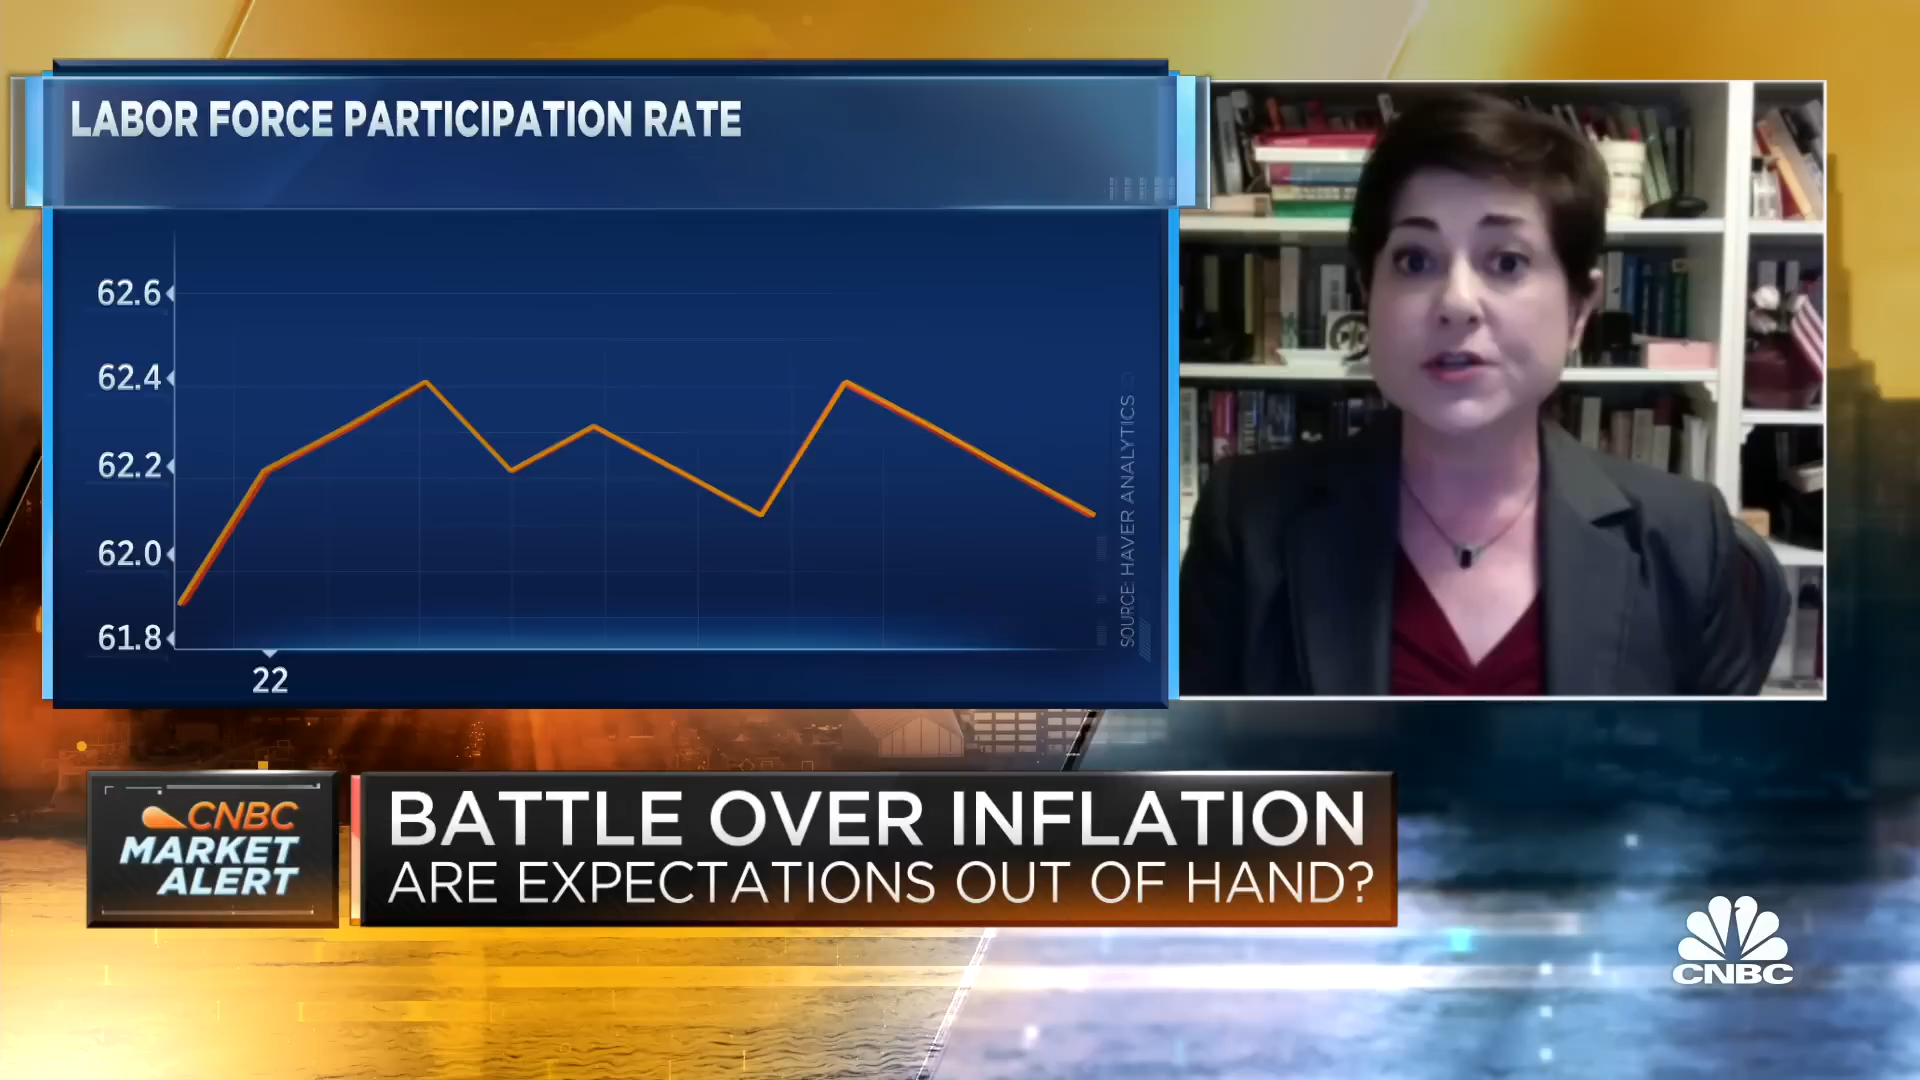 LABOR FORCE PARTICIPATION RATE
62.6
62.4
62.2
62.0
61.8
22
SOURCE: HAVER ANALYTICS
CNBC
MARKET
ALERT
BATTLE OVER INFLATION
ARE EXPECTATIONS OUT OF HAND?
CNBC